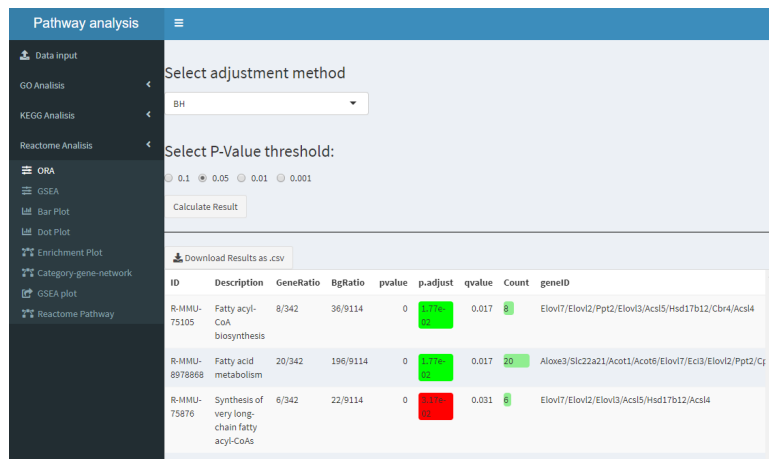 Pathway analysis
Data input
GO Analisis
KEGG Analisis
Reactome Analisis
ORA
GSEA
Bar Plot
Dot Plot
Enrichment Plot
Category-gene-network
GSEA plot
Reactome Pathway
Select adjustment method
BH
Select P-Value threshold:
0.1 0.05 0.01 0.001
Calculate Result
Download Results as .csv
ID Description GeneRatio BgRatio pvalue p.adjust qvalue Count geneID
R-MMU-75105 Fatty acyl-CoA biosynthesis 8/342 36/9114 0 1.77e-02 0.017 8 Elovl7/Elovl2/Ppt2/Elovl3/Acsl5/Hsd17b12/Cbr4/Acsl4
R-MMU-8978868 Fatty acid metabolism 20/342 196/9114 0 1.77e-02 0.017 20 Aloxe3/Slc22a21/Acot1/Acot6/Elovl7/Eci3/Elovl2/Ppt2/Cp
R-MMU-75876 Synthesis of very long-chain fatty acyl-CoAs 6/342 22/9114 0 3.17e-02 0.031 6 Elovl7/Elovl2/Elovl3/Acsl5/Hsd17b12/Acsl4